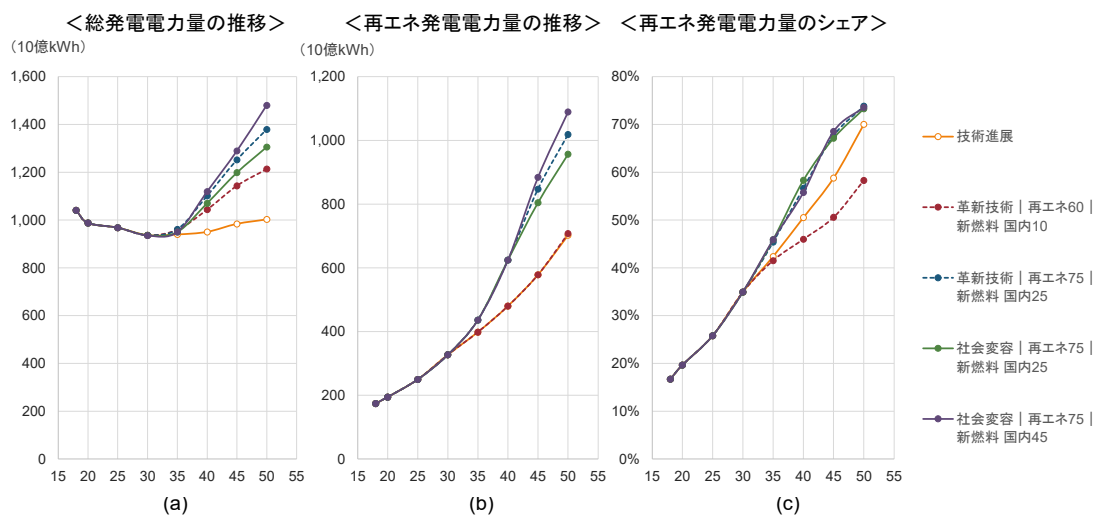 ＜総発電電力量の推移＞
（10億kWh）
1,600
1,400
1,200
1,000
800
600
400
200
0
15 20 25 30 35 40 45 50 55
(a)
＜再エネ発電電力量の推移＞
（10億kWh）
1,200
1,000
800
600
400
200
0
15 20 25 30 35 40 45 50 55
(b)
＜再エネ発電電力量のシェア＞
80%
70%
60%
50%
40%
30%
20%
10%
0%
15 20 25 30 35 40 45 50 55
(c)
技術進展
革新技術｜再エネ60｜
新燃料 国内10
革新技術｜再エネ75｜
新燃料 国内25
社会変容｜再エネ75｜
新燃料 国内25
社会変容｜再エネ75｜
新燃料 国内45